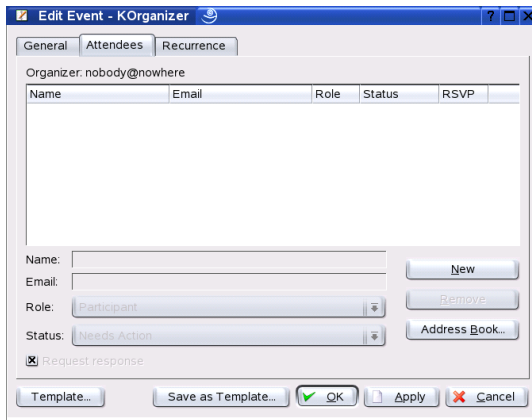 Edit Event - KOrganizer
General Attendees Recurrence
Organizer: nobody@nowhere
Name Email Role Status RSVP
Name:
New
Email:
Remove
Role: Participant
Address Book...
Status: Needs Action
Request response
Template... Save as Template... OK Apply Cancel